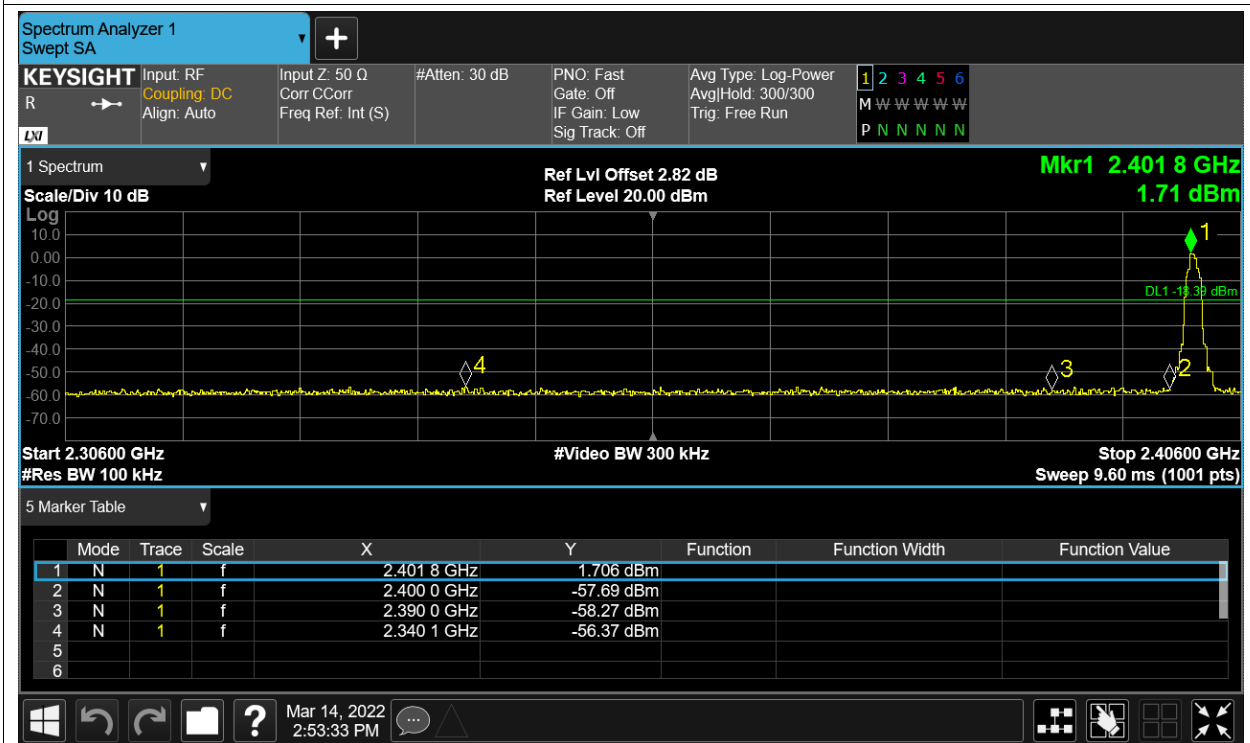 Spectrum Analyzer 1
Swept SA
KEYSIGHT Input: RF Input Z: 50 Ω #Atten: 30 dB PNO: Fast Avg Type: Log-Power 1 2 3 4 5 6
R Coupling: DC Corr CCorr Gate: Off Avg|Hold: 300/300 M W W W W W
Align: Auto Freq Ref: Int (S) IF Gain: Low Trig: Free Run
LXI Sig Track: Off P N N N N N
1 Spectrum Ref Lvl Offset 2.82 dB Mkr1 2.401 8 GHz
Scale/Div 10 dB Ref Level 20.00 dBm 1.71 dBm
Log
10.0 1
0.00
-10.0
DL1 -18.39 dBm
-20.0
-30.0
-40.0
-50.0 4 3 2
-60.0
-70.0
Start 2.30600 GHz #Video BW 300 kHz Stop 2.40600 GHz
#Res BW 100 kHz Sweep 9.60 ms (1001 pts)
5 Marker Table
Mode Trace Scale X Y Function Function Width Function Value
1 N 1 f 2.401 8 GHz 1.706 dBm
2 N 1 f 2.400 0 GHz -57.69 dBm
3 N 1 f 2.390 0 GHz -58.27 dBm
4 N 1 f 2.340 1 GHz -56.37 dBm
5
6
? Mar 14, 2022
2:53:33 PM